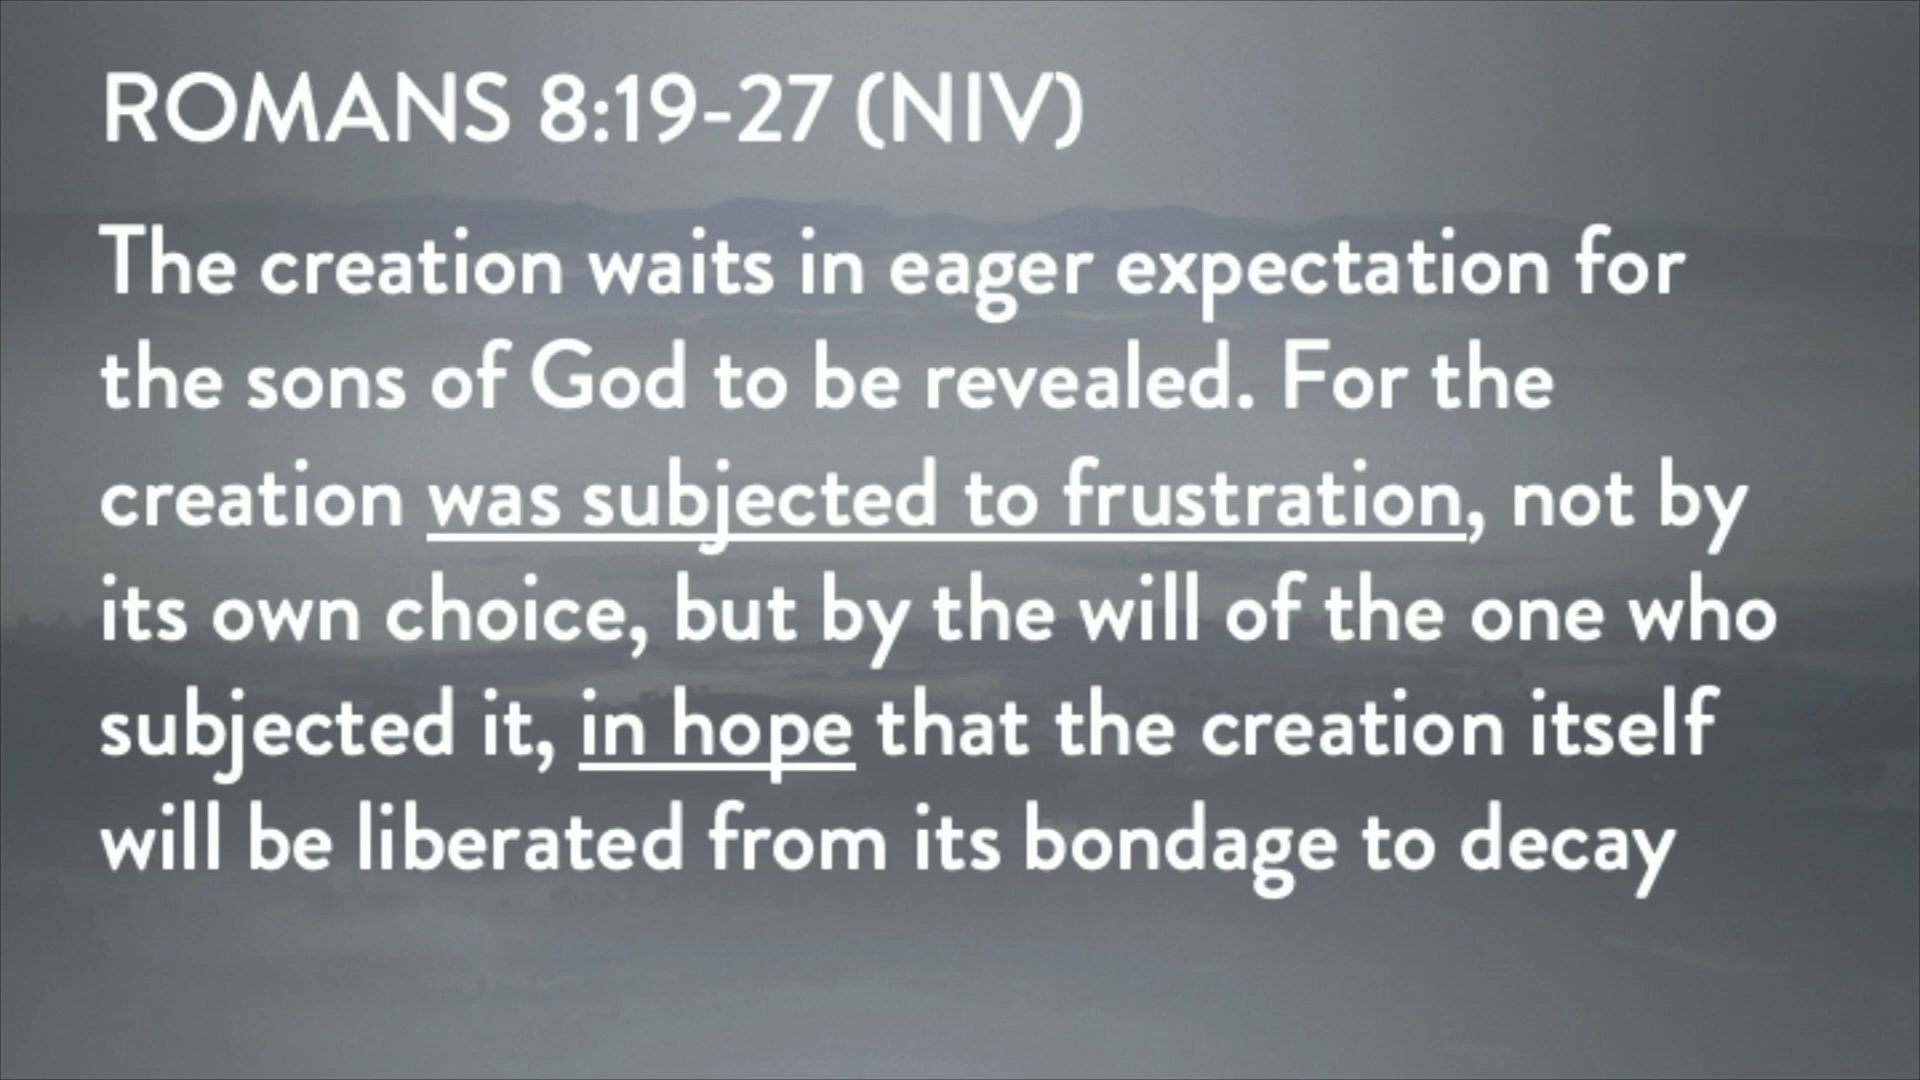 ROMANS 8:19-27 (NIV)
The creation waits in eager expectation for
the sons of God to be revealed. For the
creation was subjected to frustration, not by
its own choice, but by the will of the one who
subjected it, in hope that the creation itself
will be liberated from its bondage to decay